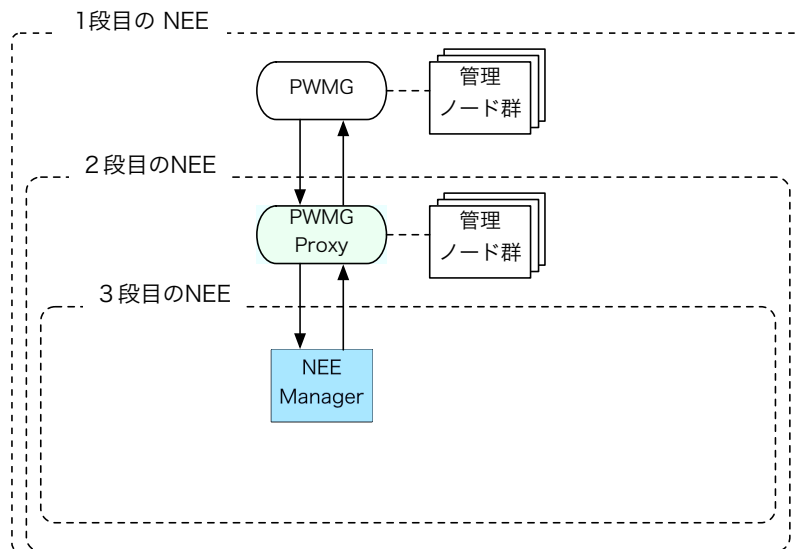 1段目の NEE
PWMG
管理
ノード群
２段目のNEE
PWMG
Proxy
管理
ノード群
３段目のNEE
NEE
Manager